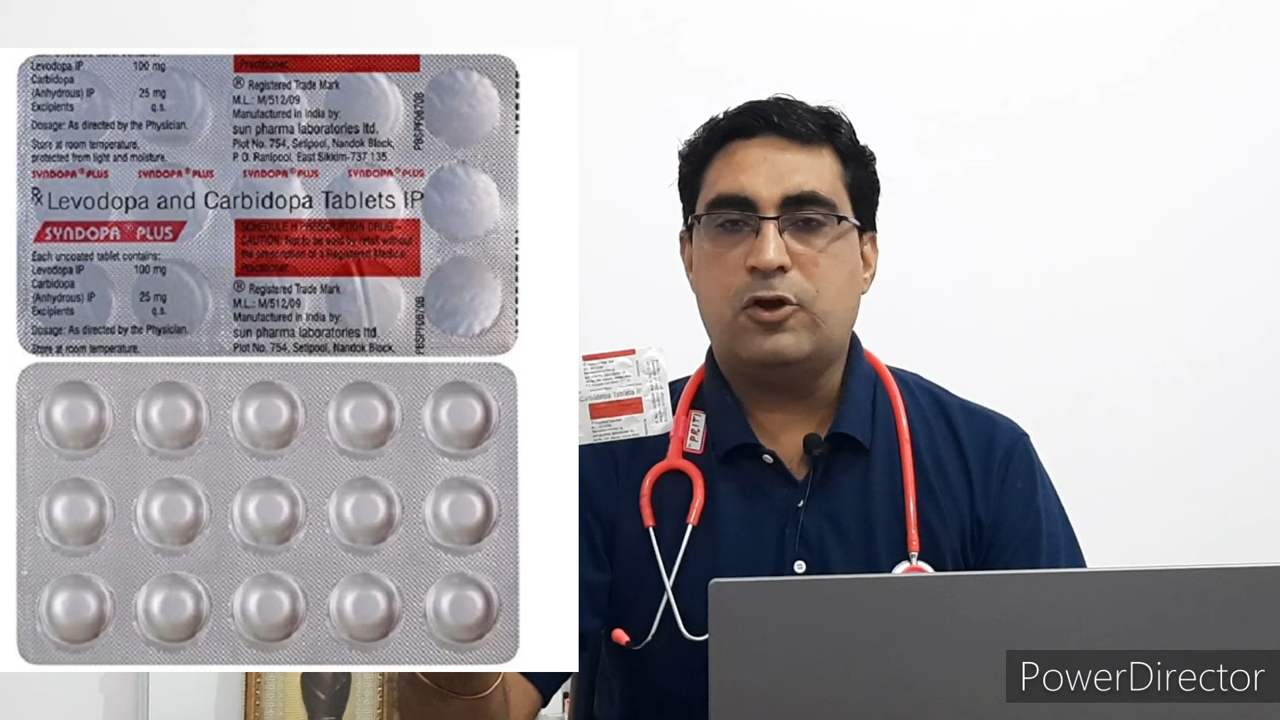 Levodopa IP 100 mg
Carbidopa
(Anhydrous) IP 25 mg
Excipients q.s.
Dosage: As directed by the Physician.
Store at room temperature,
protected from light and moisture.
Practitioner.
® Registered Trade Mark
M.L.: M/512/09
Manufactured in India by:
sun pharma laboratories ltd.
Plot No. 754, Setipool, Nandok Block,
P.O. Ranipool, East Sikkim-737 135.
SYNDOPA® PLUS SYNDOPA® PLUS SYNDOPA® PLUS SYNDOPA® PLUS
Rx Levodopa and Carbidopa Tablets IP
SYNDOPA® PLUS
Each uncoated tablet contains:
Levodopa IP 100 mg
Carbidopa
(Anhydrous) IP 25 mg
Excipients q.s.
Dosage: As directed by the Physician.
Store at room temperature,
SCHEDULE H PRESCRIPTION DRUG –
CAUTION: Not to be sold by retail without
the prescription of a Registered Medical
Practitioner.
® Registered Trade Mark
M.L.: M/512/09
Manufactured in India by:
sun pharma laboratories ltd.
Plot No. 754, Setipool, Nandok Block,
Carbidopa Tablets IP
PRITI
PowerDirector